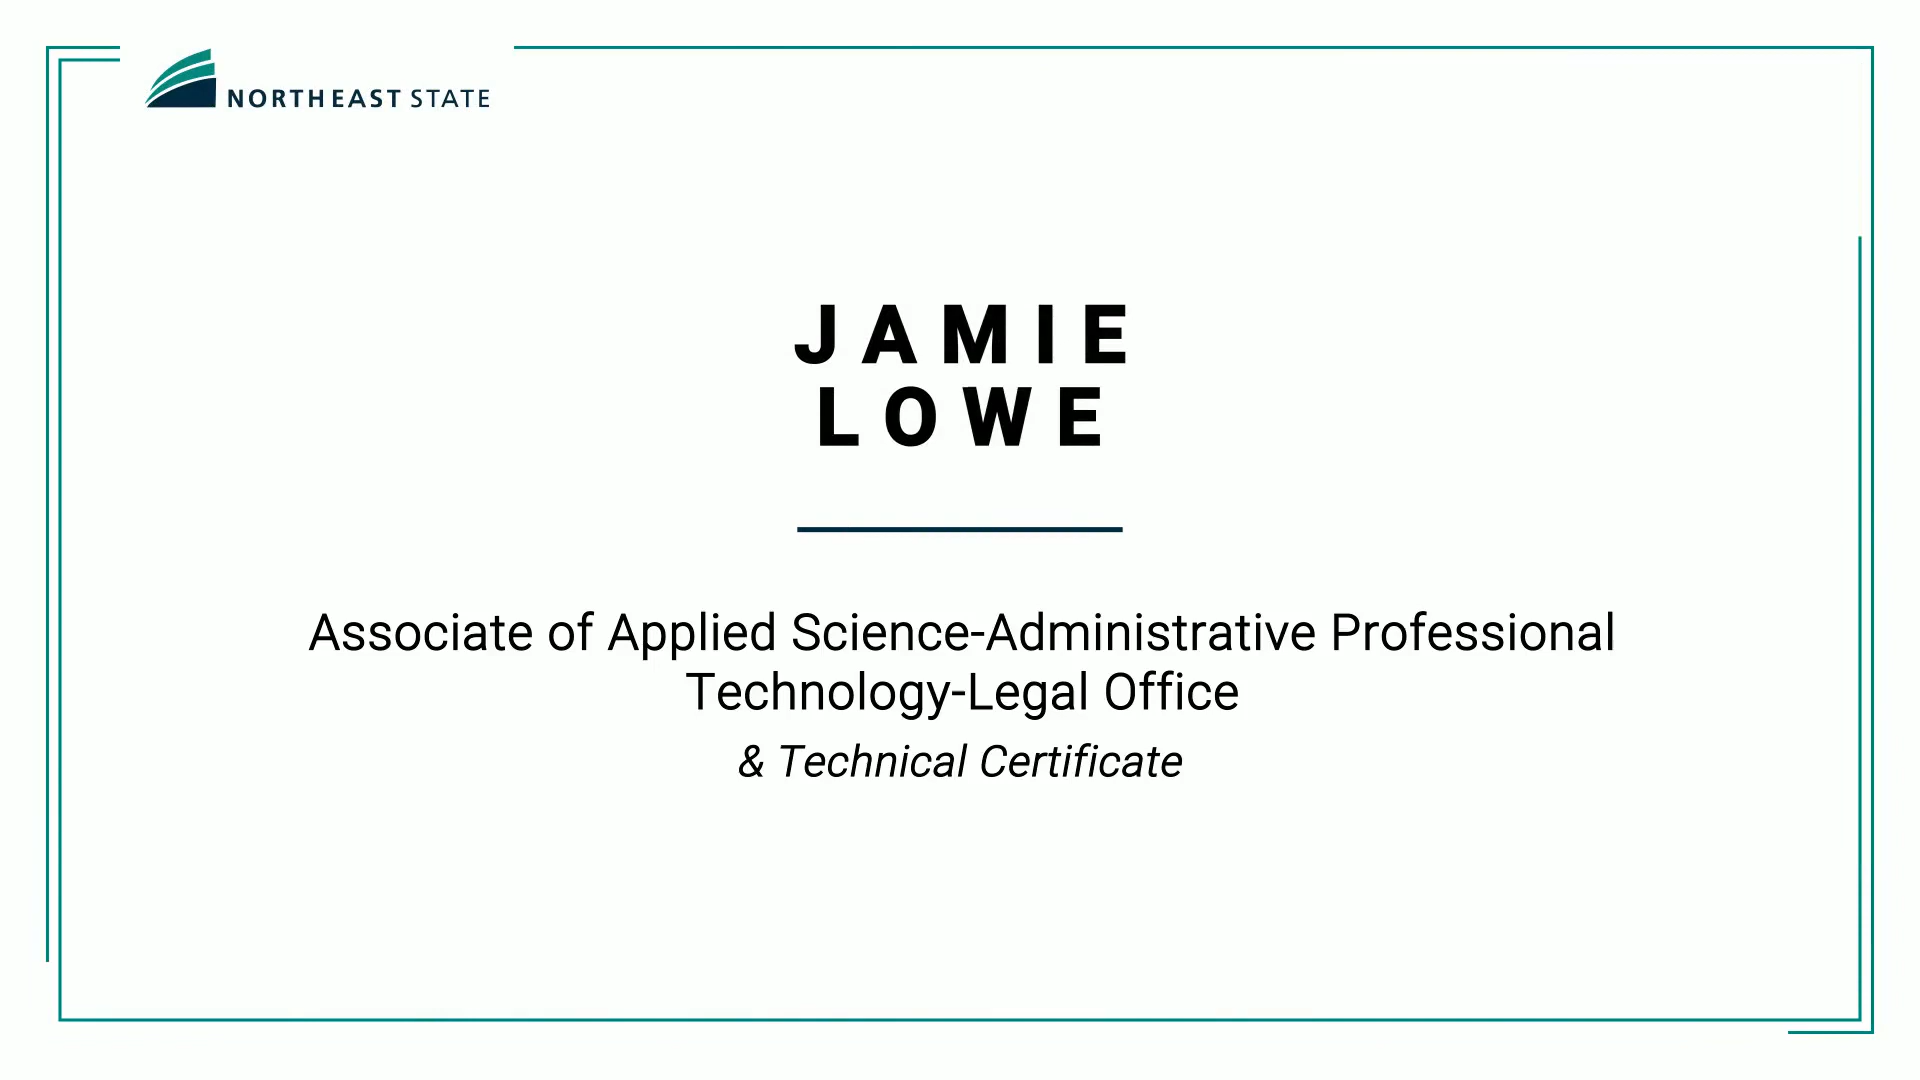 NORTHEAST STATE
JAMIE
LOWE
Associate of Applied Science-Administrative Professional
Technology-Legal Office
& Technical Certificate